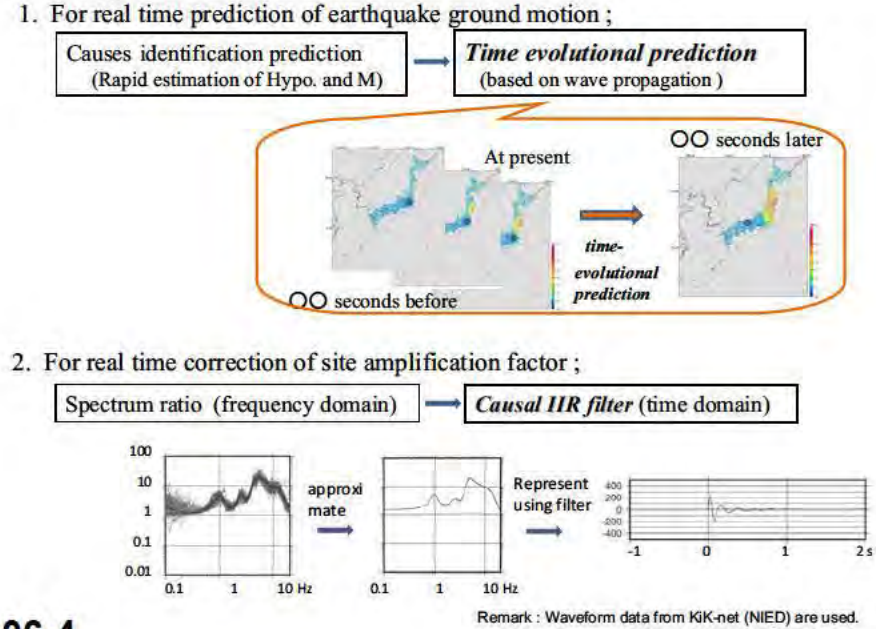 1. For real time prediction of earthquake ground motion ;
Causes identification prediction
(Rapid estimation of Hypo. and M)
Time evolutional prediction
(based on wave propagation )
○○ seconds later
At present
time-
evolutional
prediction
○○ seconds before
2. For real time correction of site amplification factor ;
Spectrum ratio (frequency domain)
Causal IIR filter (time domain)
100
10
1
0.1
0.01
0.1 1 10 Hz
approxi
mate
0.1 1 10 Hz
Represent
using filter
400
200
0
-200
-400
-1 0 1 2 s
Remark : Waveform data from KiK-net (NIED) are used.